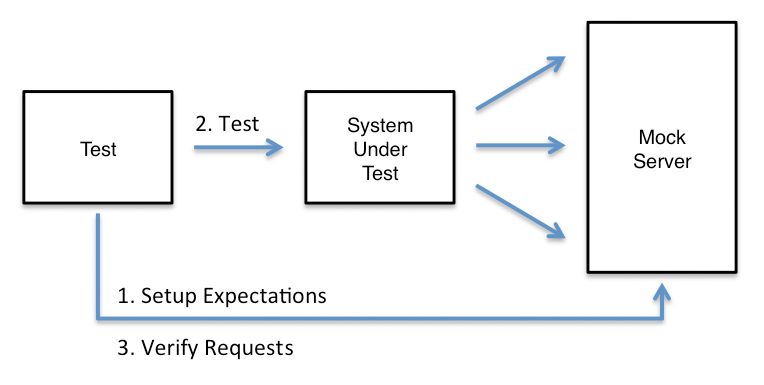 Test
2. Test
System
Under
Test
Mock
Server
1. Setup Expectations
3. Verify Requests